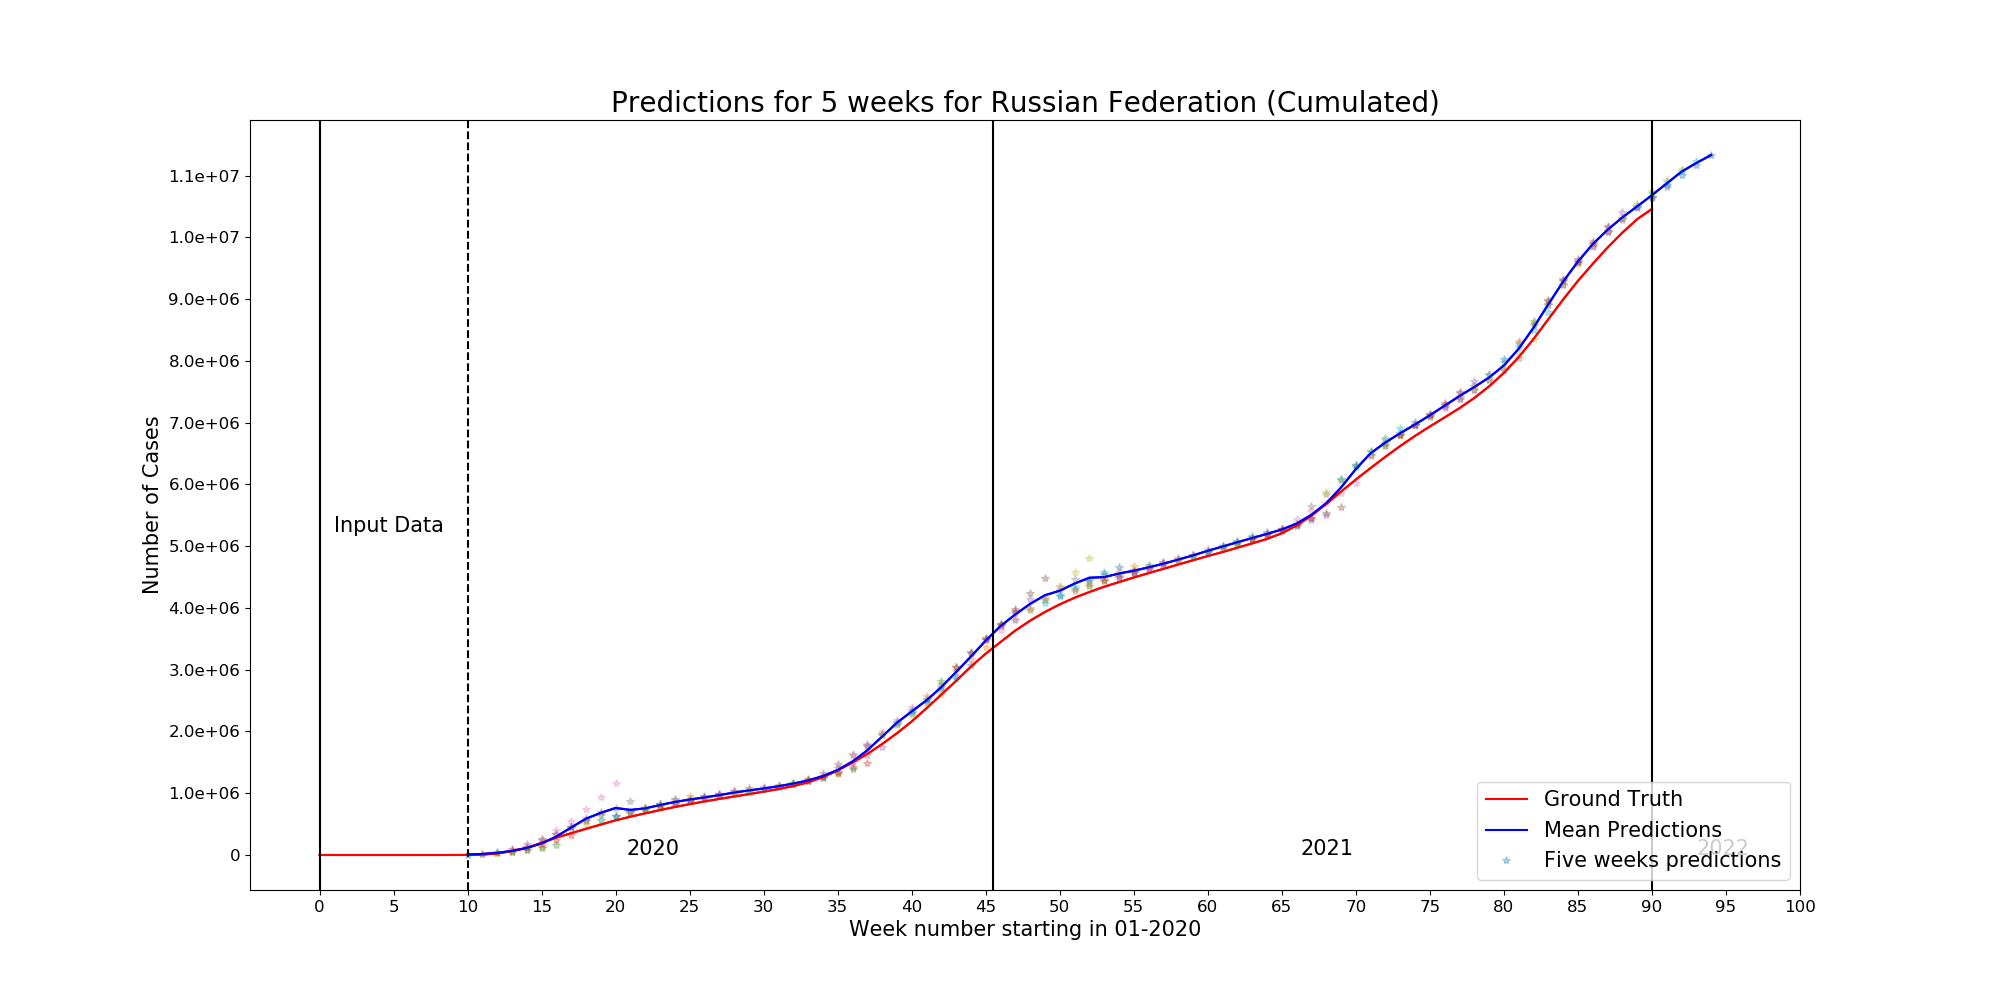 Predictions for 5 weeks for Russian Federation (Cumulated)
1.1e+07
1.0e+07
9.0e+06
8.0e+06
7.0e+06
6.0e+06
5.0e+06
4.0e+06
3.0e+06
2.0e+06
1.0e+06
0
Number of Cases
Input Data
2020
2021
2022
Ground Truth
Mean Predictions
Five weeks predictions
0 5 10 15 20 25 30 35 40 45 50 55 60 65 70 75 80 85 90 95 100
Week number starting in 01-2020